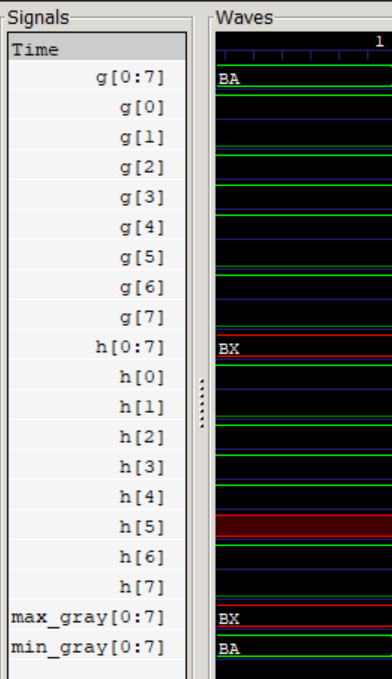 Signals
Waves
Time
1
g[0:7]
BA
g[0]
g[1]
g[2]
g[3]
g[4]
g[5]
g[6]
g[7]
h[0:7]
BX
h[0]
h[1]
h[2]
h[3]
h[4]
h[5]
h[6]
h[7]
max_gray[0:7]
BX
min_gray[0:7]
BA